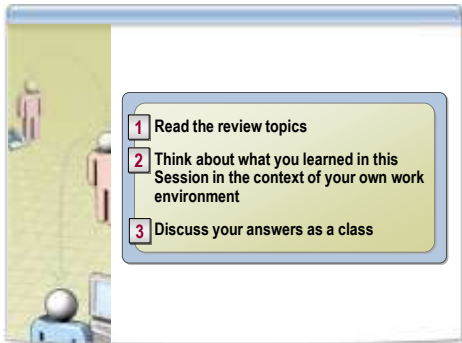 1 Read the review topics
2 Think about what you learned in this
Session in the context of your own work
environment
3 Discuss your answers as a class